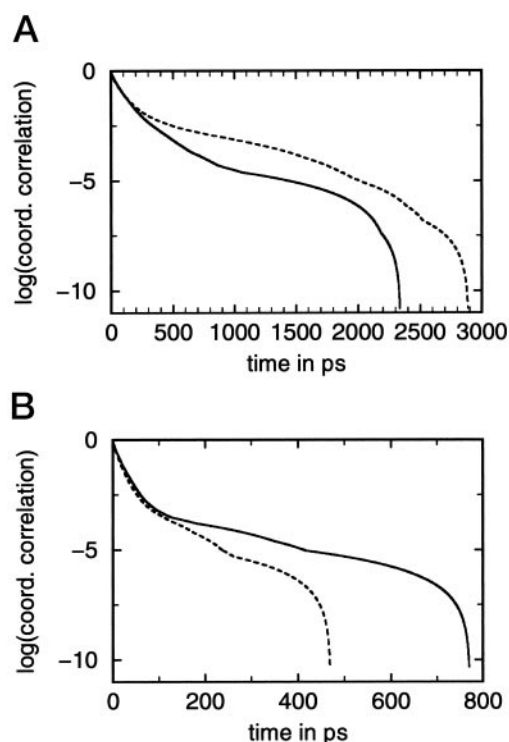 A
log(coord. correlation)
0
−5
−10
0 500 1000 1500 2000 2500 3000
time in ps
B
log(coord. correlation)
0
−5
−10
0 200 400 600 800
time in ps